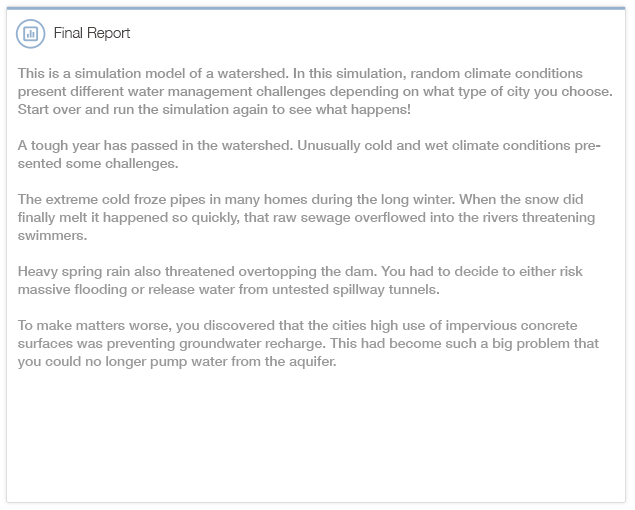 Final Report
This is a simulation model of a watershed. In this simulation, random climate conditions
present different water management challenges depending on what type of city you choose.
Start over and run the simulation again to see what happens!
A tough year has passed in the watershed. Unusually cold and wet climate conditions pre-
sented some challenges.
The extreme cold froze pipes in many homes during the long winter. When the snow did
finally melt it happened so quickly, that raw sewage overflowed into the rivers threatening
swimmers.
Heavy spring rain also threatened overtopping the dam. You had to decide to either risk
massive flooding or release water from untested spillway tunnels.
To make matters worse, you discovered that the cities high use of impervious concrete
surfaces was preventing groundwater recharge. This had become such a big problem that
you could no longer pump water from the aquifer.